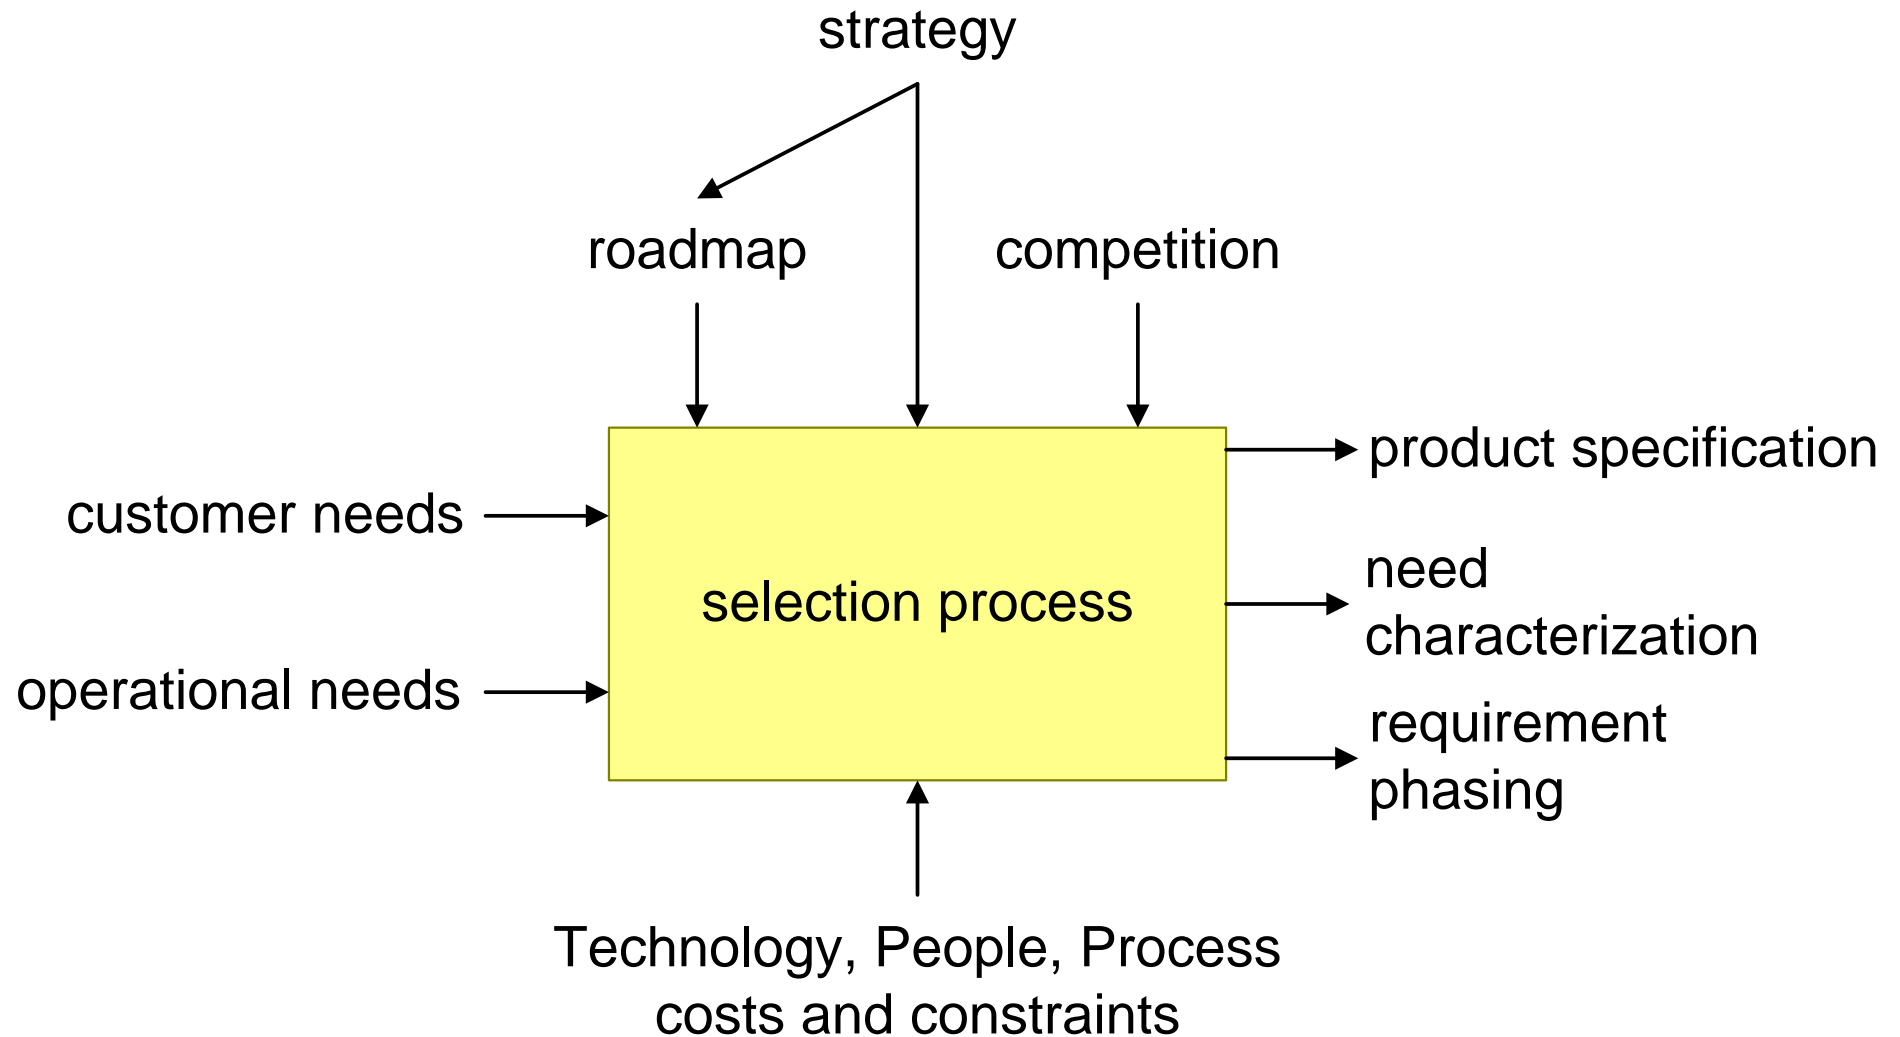 strategy
roadmap
competition
product specification
customer needs
need
characterization
selection process
operational needs
requirement
phasing
Technology, People, Process
costs and constraints